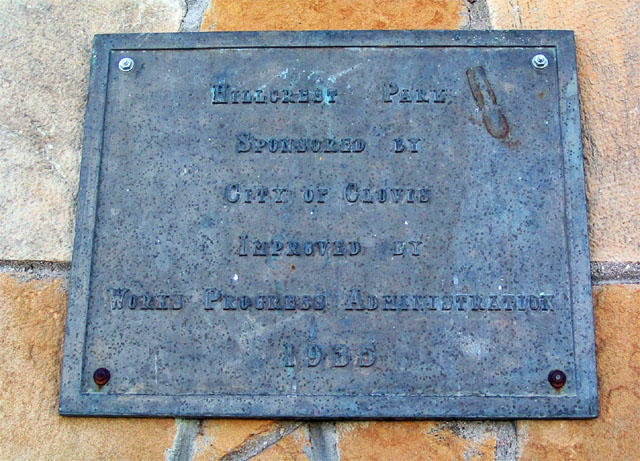 Hillcrest Park
Sponsored by
City of Clovis
Improved by
Works Progress Administration
1935